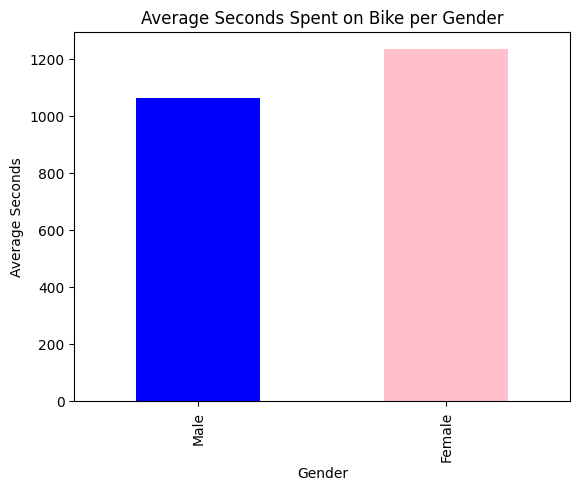 Average Seconds Spent on Bike per Gender
1200
1000
800
600
400
200
0
Average Seconds
Male
Female
Gender